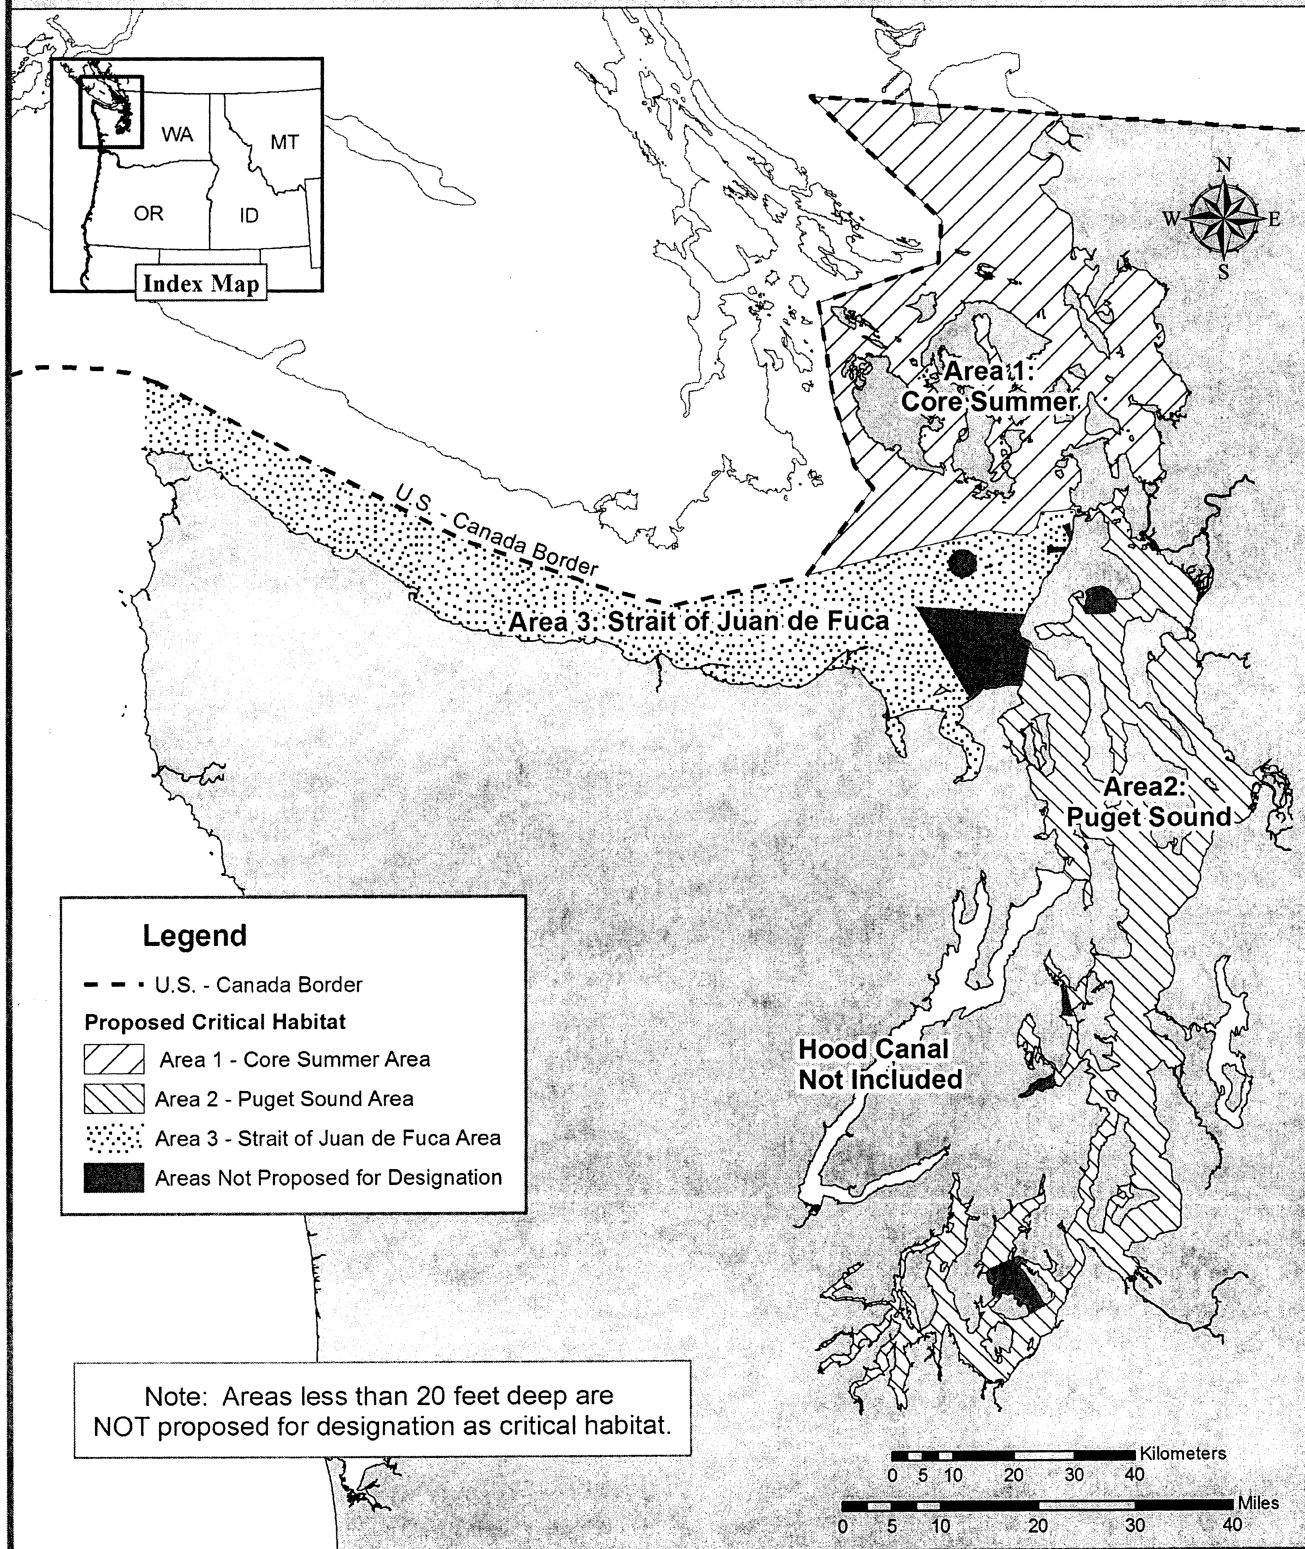 WA
MT
OR
ID
Index Map
N
W
E
S
Area 1:
Core Summer
U.S. - Canada Border
Area 3: Strait of Juan de Fuca
Area2:
Puget Sound
Hood Canal
Not Included
Legend
U.S. - Canada Border
Proposed Critical Habitat
Area 1 - Core Summer Area
Area 2 - Puget Sound Area
Area 3 - Strait of Juan de Fuca Area
Areas Not Proposed for Designation
Note: Areas less than 20 feet deep are
NOT proposed for designation as critical habitat.
Kilometers
0 5 10 20 30 40
Miles
0 5 10 20 30 40